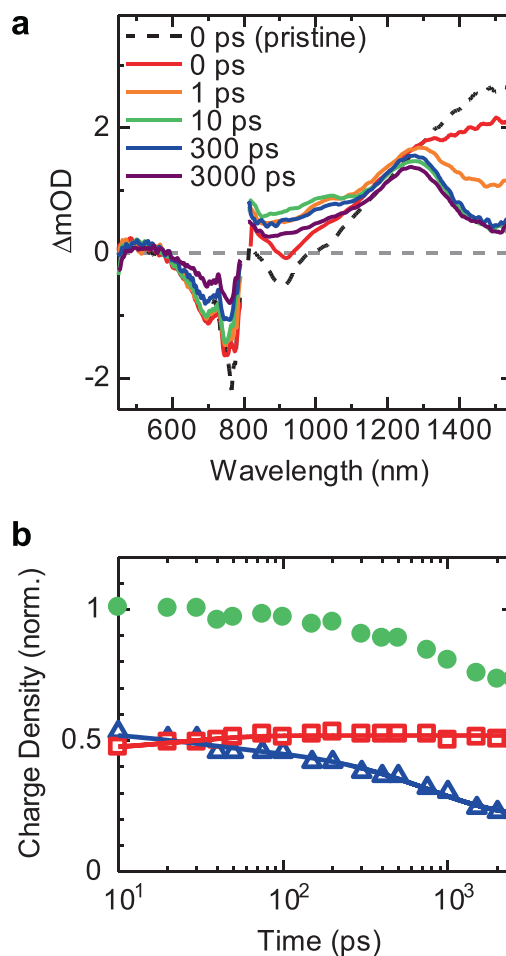 a
0 ps (pristine)
0 ps
1 ps
10 ps
300 ps
3000 ps
2
0
-2
ΔmOD
600 800 1000 1200 1400
Wavelength (nm)
b
1
0.5
0
Charge Density (norm.)
10¹ 10² 10³
Time (ps)